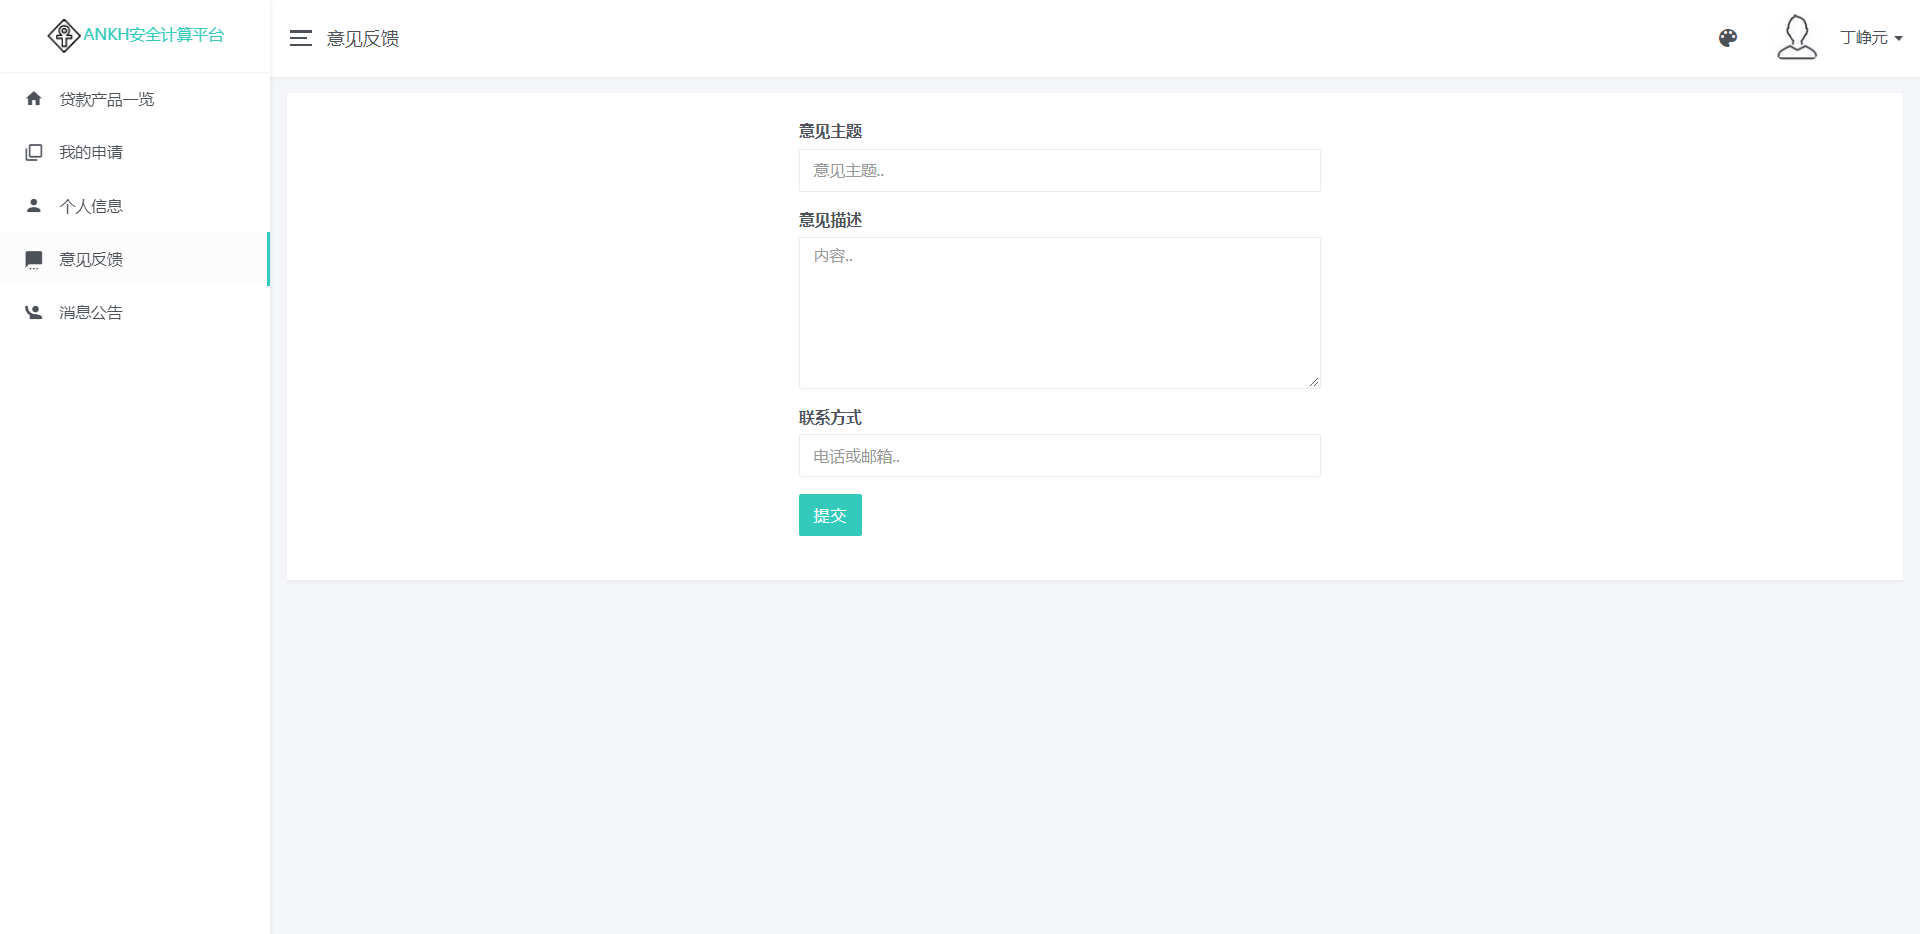 ANKH安全计算平台
意见反馈
丁峥元
贷款产品一览
我的申请
个人信息
意见反馈
消息公告
意见主题
意见主题..
意见描述
内容..
联系方式
电话或邮箱..
提交